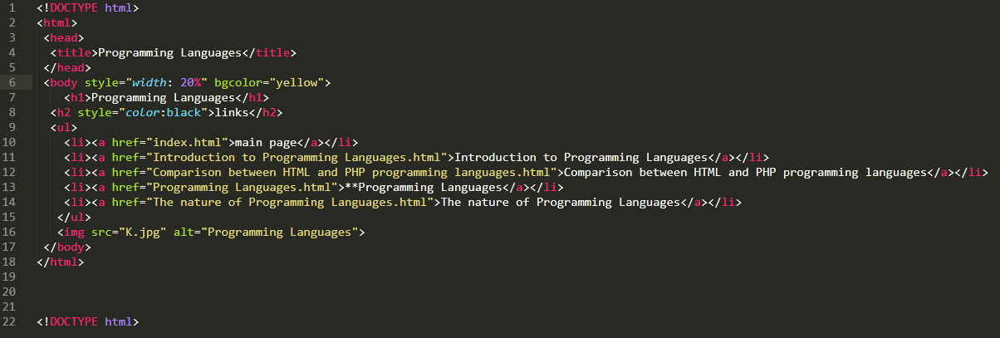 1 <!DOCTYPE html>
2 <html>
3 <head>
4 <title>Programming Languages</title>
5 </head>
6 <body style="width: 20%" bgcolor="yellow">
7 <h1>Programming Languages</h1>
8 <h2 style="color:black">links</h2>
9 <ul>
10 <li><a href="index.html">main page</a></li>
11 <li><a href="Introduction to Programming Languages.html">Introduction to Programming Languages</a></li>
12 <li><a href="Comparison between HTML and PHP programming languages.html">Comparison between HTML and PHP programming languages</a></li>
13 <li><a href="Programming Languages.html">**Programming Languages</a></li>
14 <li><a href="The nature of Programming Languages.html">The nature of Programming Languages</a></li>
15 </ul>
16 <img src="K.jpg" alt="Programming Languages">
17 </body>
18 </html>
19
20
21
22 <!DOCTYPE html>